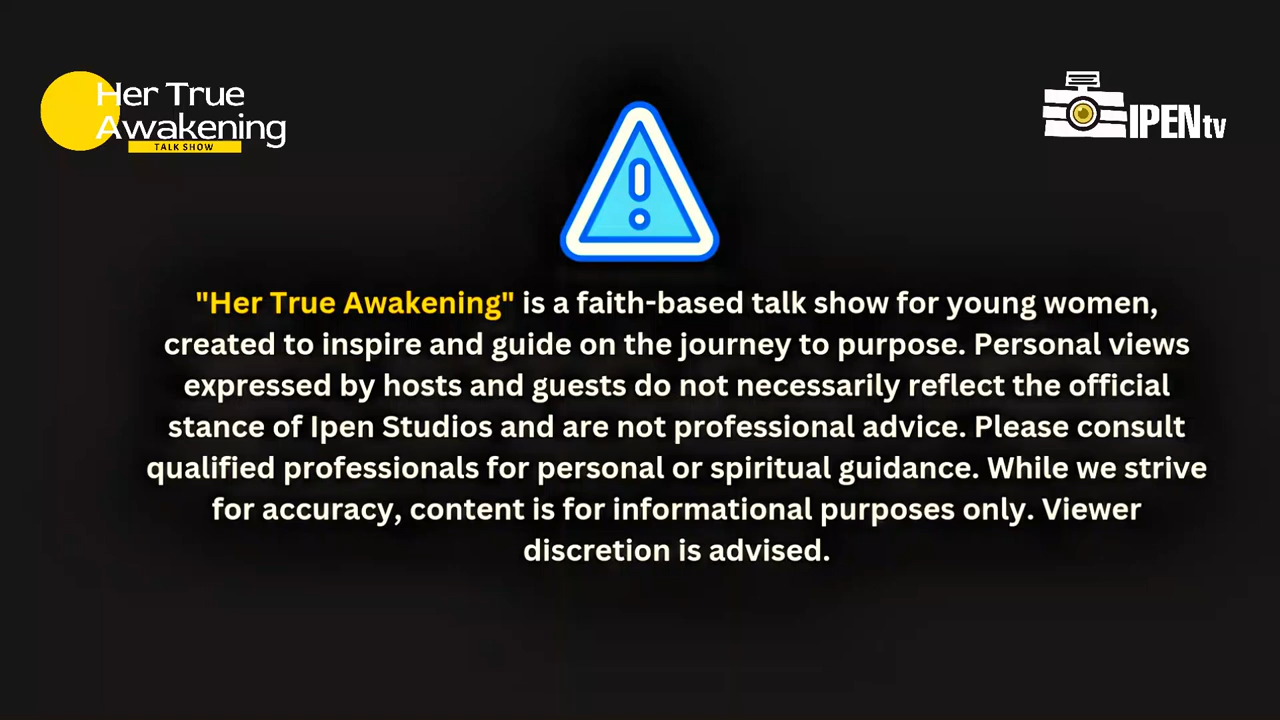 Her True
Awakening
TALK SHOW
IPENtv
"Her True Awakening" is a faith-based talk show for young women,
created to inspire and guide on the journey to purpose. Personal views
expressed by hosts and guests do not necessarily reflect the official
stance of Ipen Studios and are not professional advice. Please consult
qualified professionals for personal or spiritual guidance. While we strive
for accuracy, content is for informational purposes only. Viewer
discretion is advised.